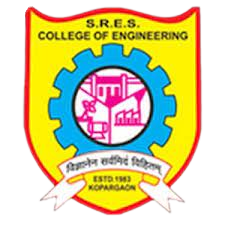 S.R.E.S.
COLLEGE OF ENGINEERING
विज्ञानेन सर्वमिदं विहितम्
ESTD.1983
KOPARGAON